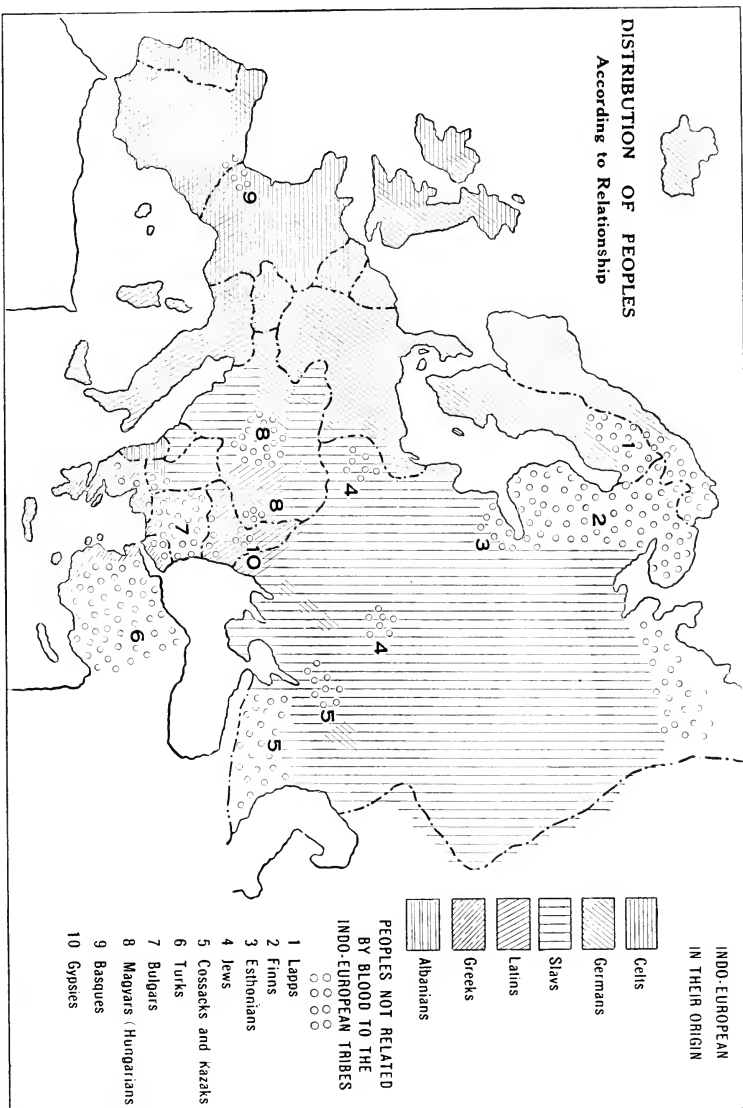 DISTRIBUTION OF PEOPLES
According to Relationship
1
2
3
4
4
5
5
6
7
8
8
9
10
INDO-EUROPEAN
IN THEIR ORIGIN
Celts
Germans
Slavs
Latins
Greeks
Albanians
PEOPLES NOT RELATED
BY BLOOD TO THE
INDO-EUROPEAN TRIBES
1 Lapps
2 Finns
3 Esthonians
4 Jews
5 Cossacks and Kazaks
6 Turks
7 Bulgars
8 Magyars (Hungarians
9 Basques
10 Gypsies